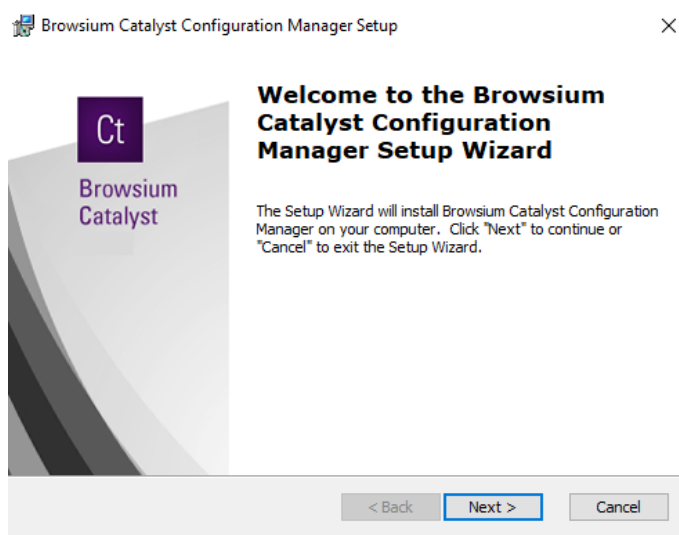 Browsium Catalyst Configuration Manager Setup
Ct
Browsium
Catalyst
Welcome to the Browsium
Catalyst Configuration
Manager Setup Wizard
The Setup Wizard will install Browsium Catalyst Configuration
Manager on your computer.  Click "Next" to continue or
"Cancel" to exit the Setup Wizard.
< Back
Next >
Cancel